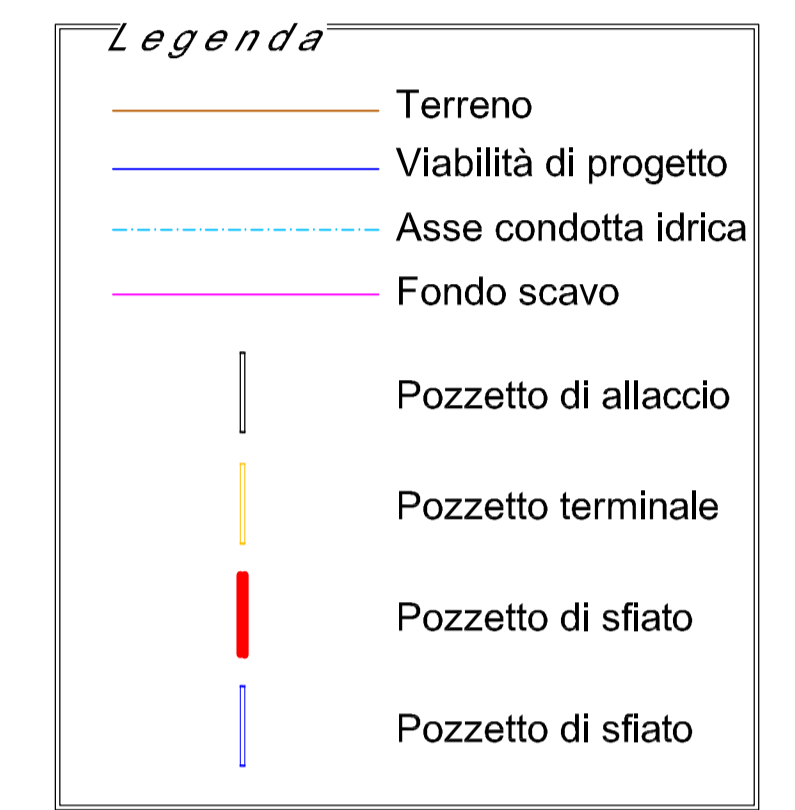 Legenda
Terreno
Viabilità di progetto
Asse condotta idrica
Fondo scavo
Pozzetto di allaccio
Pozzetto terminale
Pozzetto di sfiato
Pozzetto di sfiato